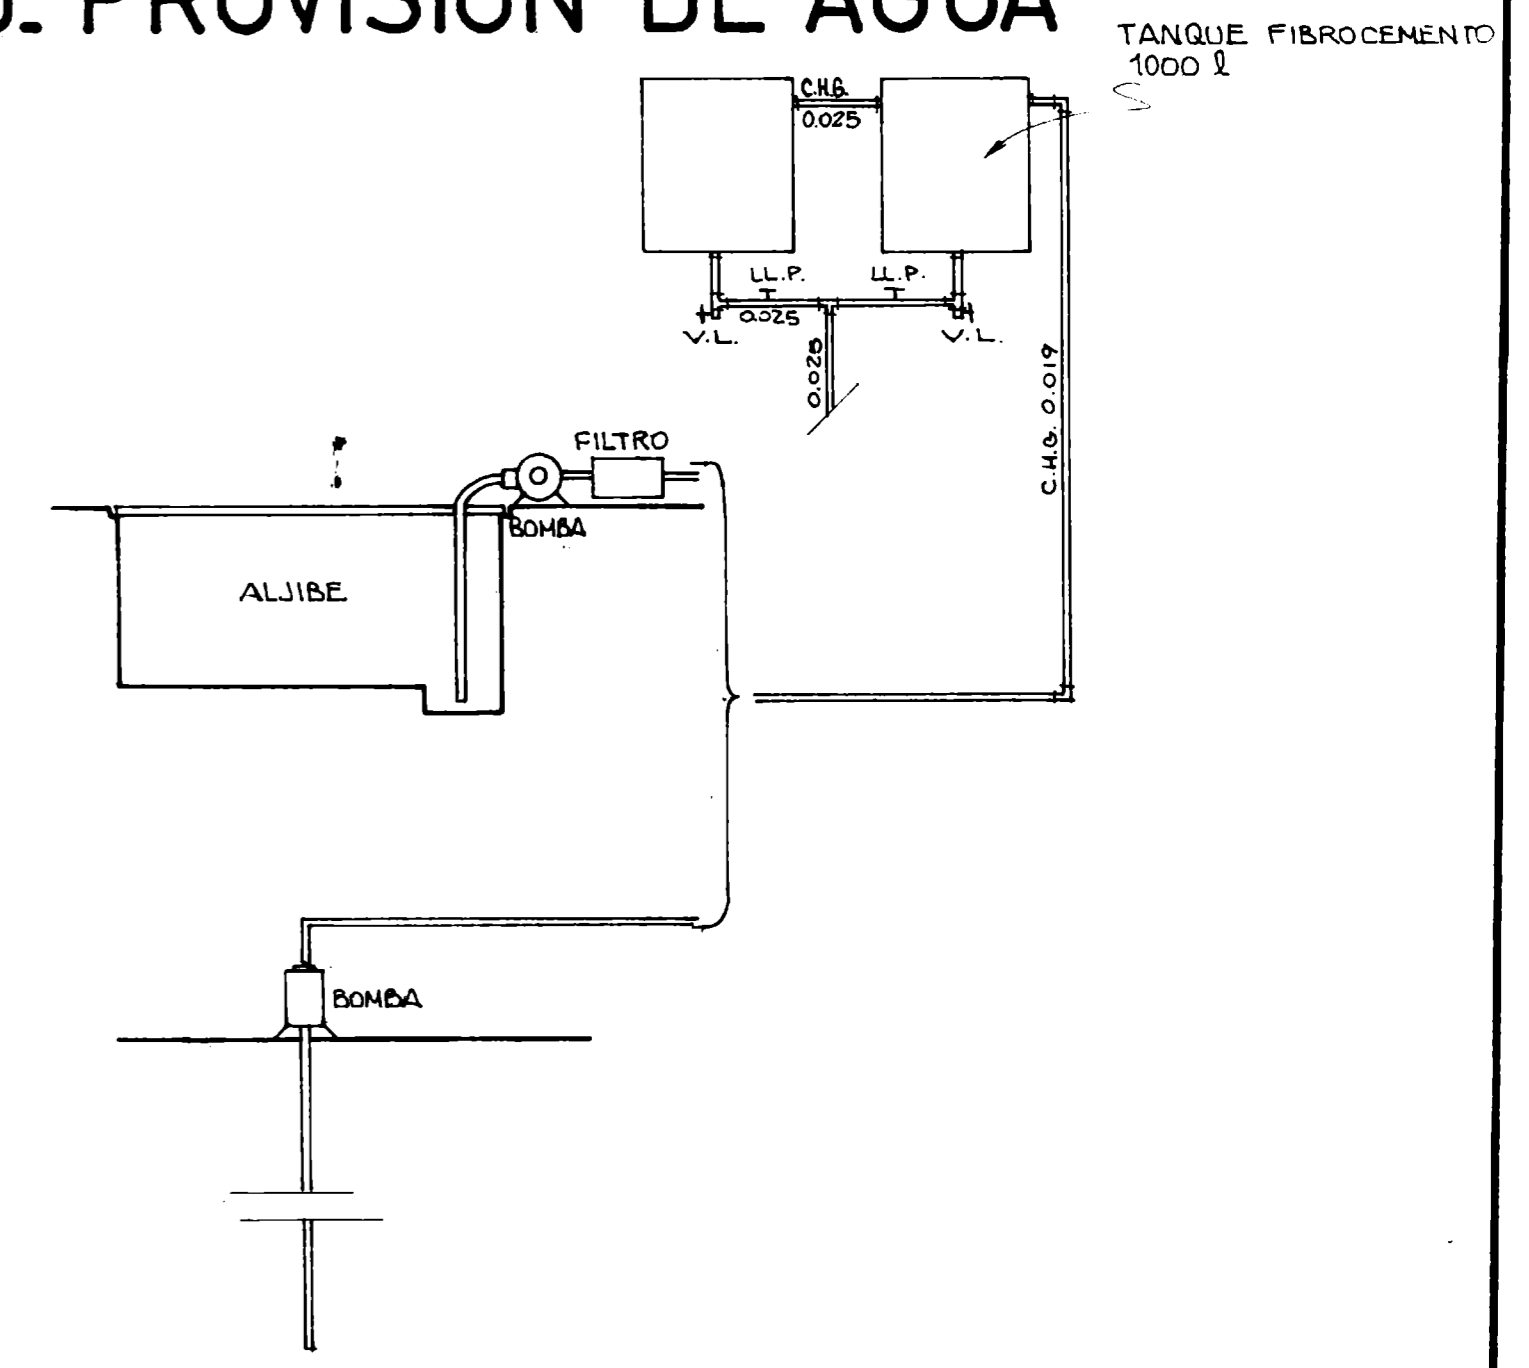 PROVISION DE AGUA
TANQUE FIBROCEMENTO
1000 l
C.H.G.
0.025
LL.P.
LL.P.
0.025
V.L.
V.L.
0.025
C.H.G. 0.019
FILTRO
BOMBA
ALJIBE
BOMBA